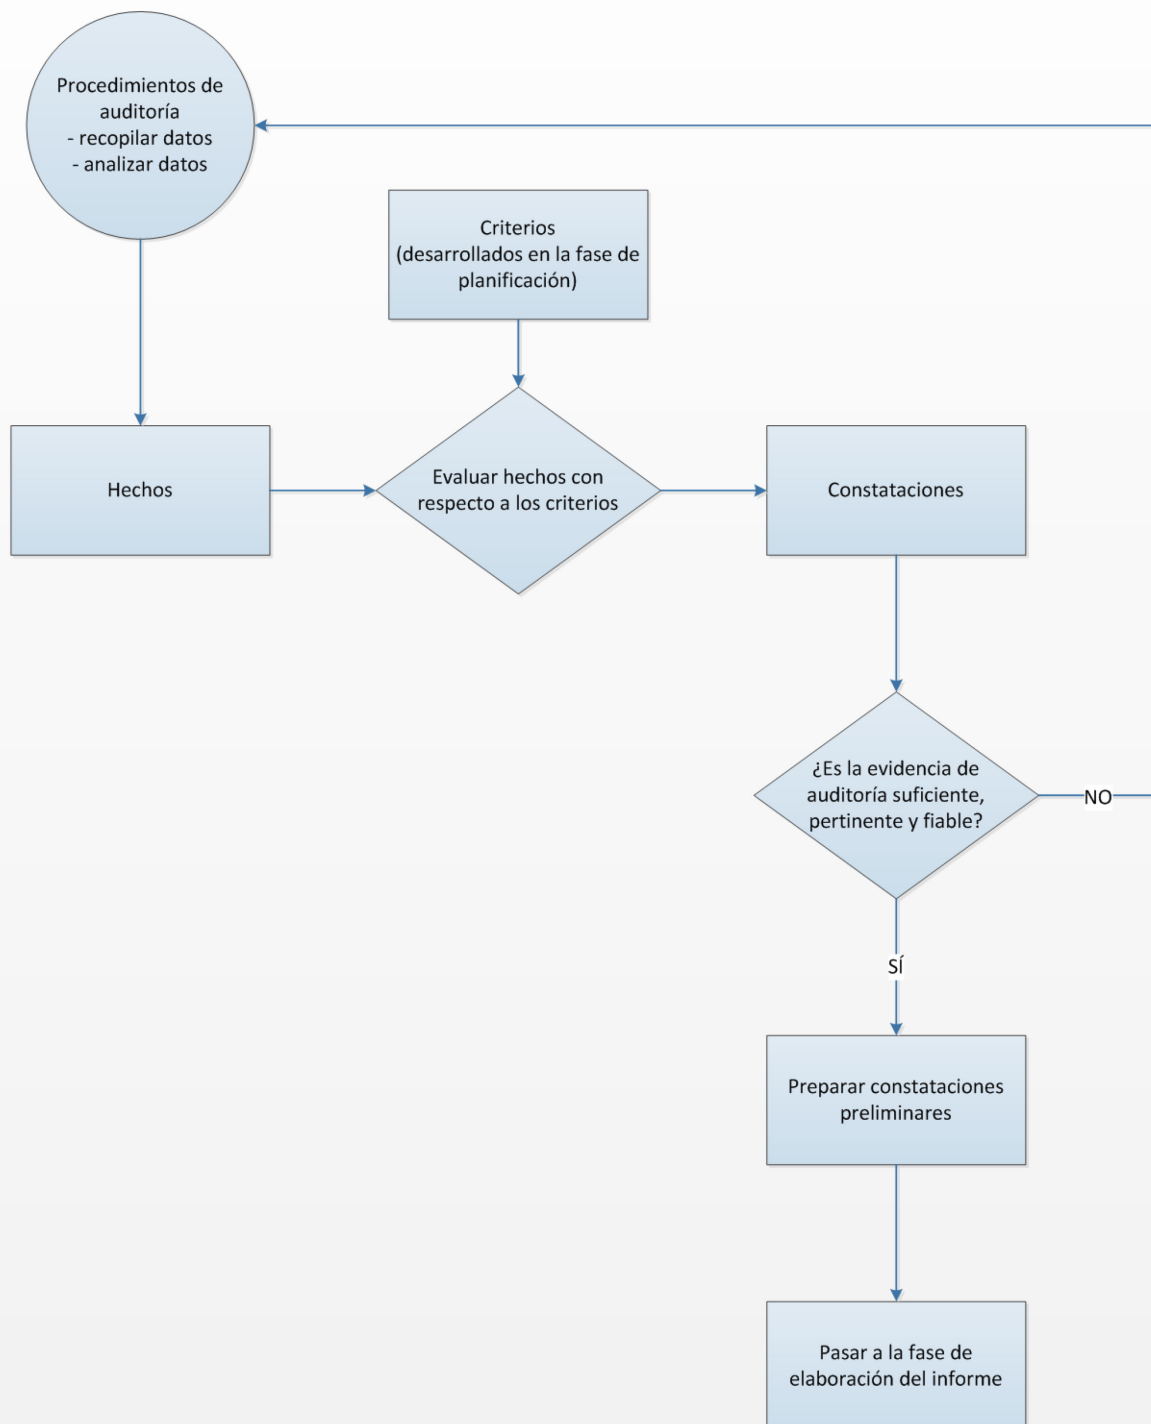 Procedimientos de
auditoría
- recopilar datos
- analizar datos
Criterios
(desarrollados en la fase de
planificación)
Hechos
Evaluar hechos con
respecto a los criterios
Constataciones
¿Es la evidencia de
auditoría suficiente,
pertinente y fiable?
NO
SÍ
Preparar constataciones
preliminares
Pasar a la fase de
elaboración del informe